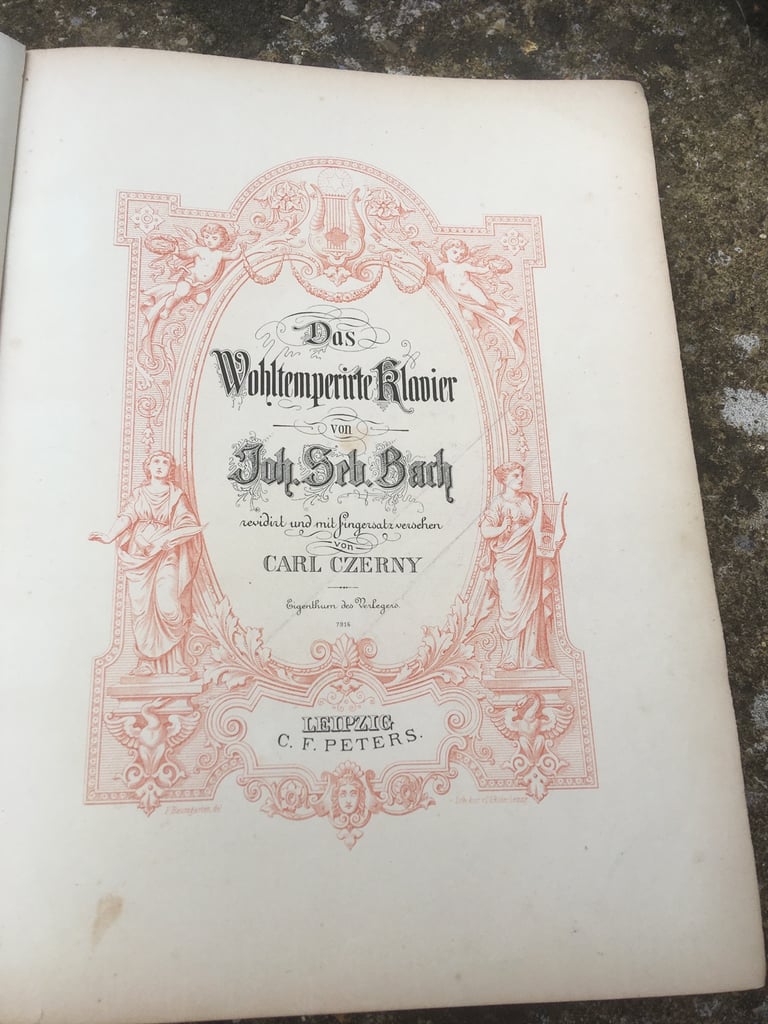 Das
Wohltemperirte Klavier
von
Joh. Seb. Bach
revidirt und mit Fingersatz versehen
von
CARL CZERNY
Eigenthum des Verlegers.
7916
LEIPZIG
C. F. PETERS.